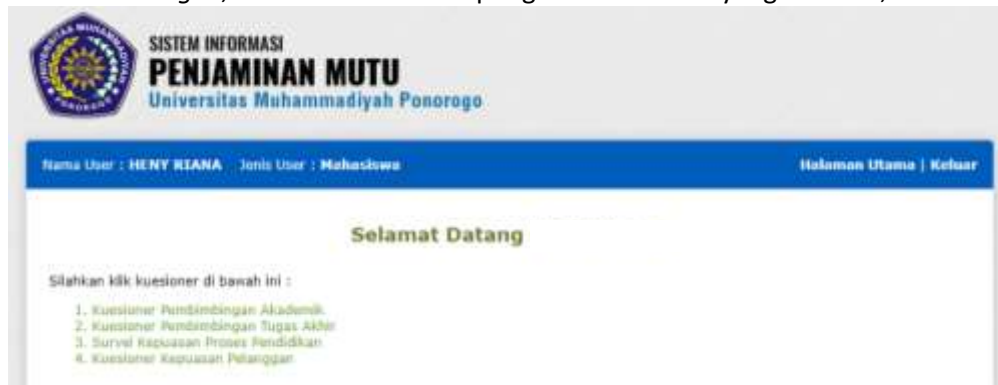 SISTEM INFORMASI
PENJAMINAN MUTU
Universitas Muhammadiyah Ponorogo
Nama User : HENY RIANA Jenis User : Mahasiswa
Halaman Utama | Keluar
Selamat Datang
Silahkan klik kuesioner di bawah ini :
1. Kuesioner Pembimbingan Akademik
2. Kuesioner Pembimbingan Tugas Akhir
3. Survei Kepuasan Proses Pendidikan
4. Kuesioner Kepuasan Pelanggan